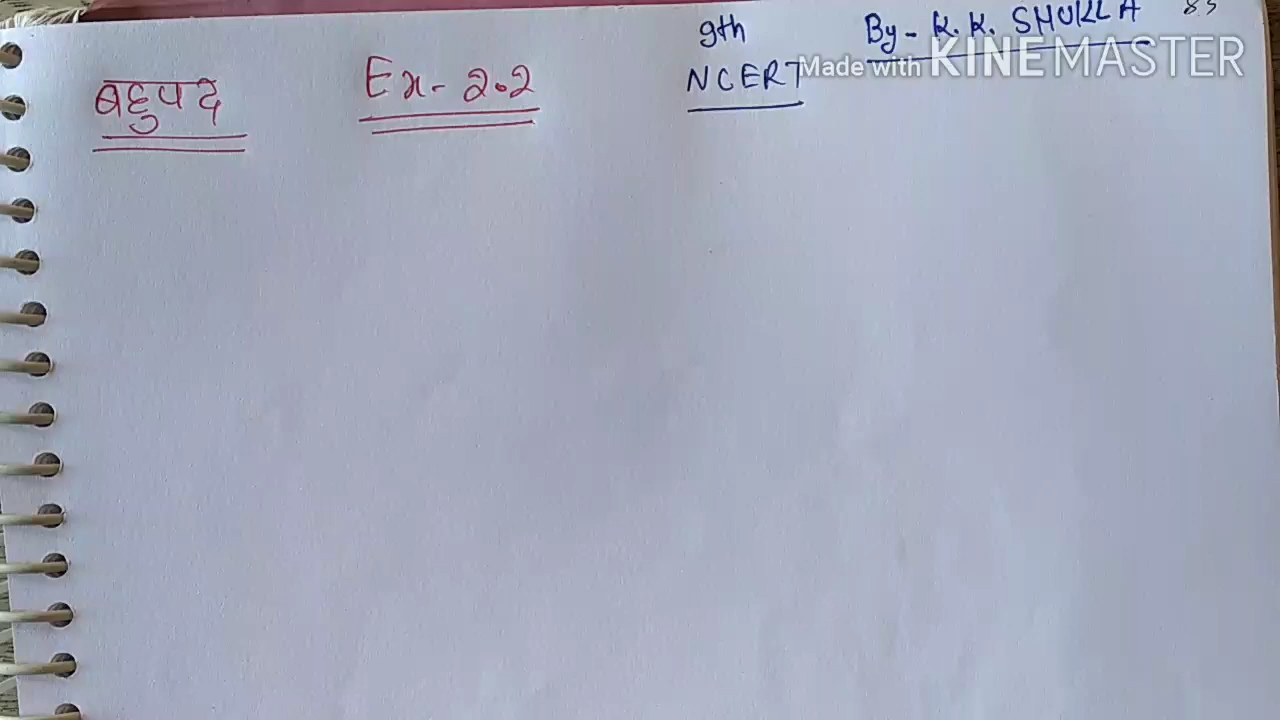 बहुपद
Ex- 2.2
9th
NCERT
By- K. K. SHUKLA
Made with KINEMASTER